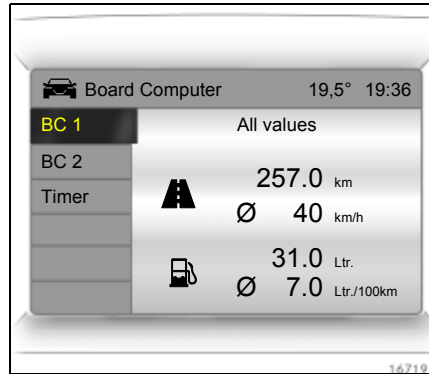 Board Computer 19,5° 19:36
BC 1
All values
BC 2
Timer
257.0 km
Ø 40 km/h
31.0 Ltr.
Ø 7.0 Ltr./100km
16719